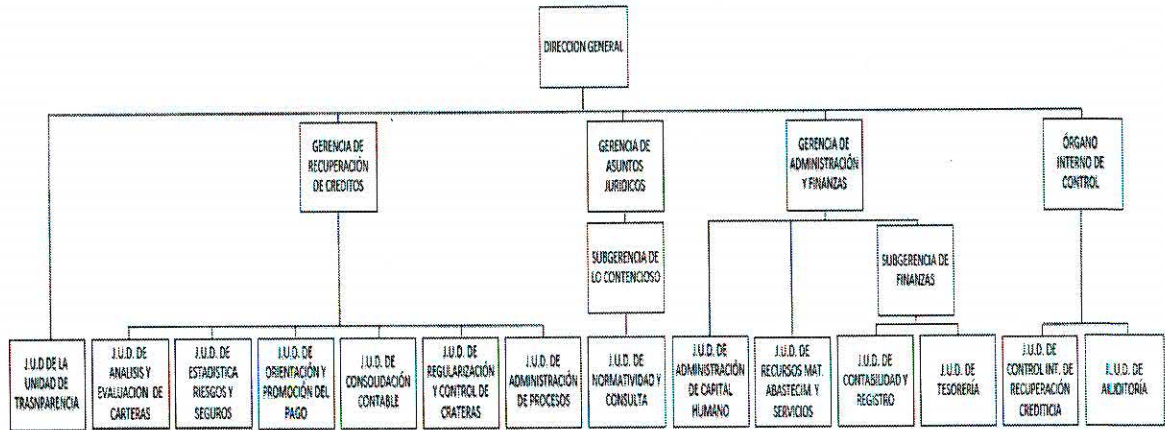 DIRECCION GENERAL
GERENCIA DE
RECUPERACIÓN
DE CREDITOS
GERENCIA DE
ASUNTOS
JURIDICOS
GERENCIA DE
ADMINISTRACIÓN
Y FINANZAS
ÓRGANO
INTERNO DE
CONTROL
SUBGERENCIA DE
LO CONTENCIOSO
SUBGERENCIA DE
FINANZAS
J.U.D DE LA
UNIDAD DE
TRASNPARENCIA
J.U.D. DE
ANALISIS Y
EVALUACION DE
CARTERAS
J.U.D. DE
ESTADISTICA
RIESGOS Y
SEGUROS
J.U.D. DE
ORIENTACIÓN Y
PROMOCIÓN DEL
PAGO
J.U.D. DE
CONSOLIDACIÓN
CONTABLE
J.U.D. DE
REGULARIZACIÓN
Y CONTROL DE
CRATERAS
J.U.D. DE
ADMINISTRACIÓN
DE PROCESOS
J.U.D. DE
NORMATIVIDAD Y
CONSULTA
J.U.D. DE
ADMINISTRACIÓN
DE CAPITAL
HUMANO
J.U.D. DE
RECURSOS MAT.
ABASTECIM. Y
SERVICIOS
J.U.D. DE
CONTABILIDAD Y
REGISTRO
J.U.D. DE
TESORERÍA
J.U.D. DE
CONTROL INT. DE
RECUPERACIÓN
CREDITICIA
J.U.D. DE
AUDITORÍA